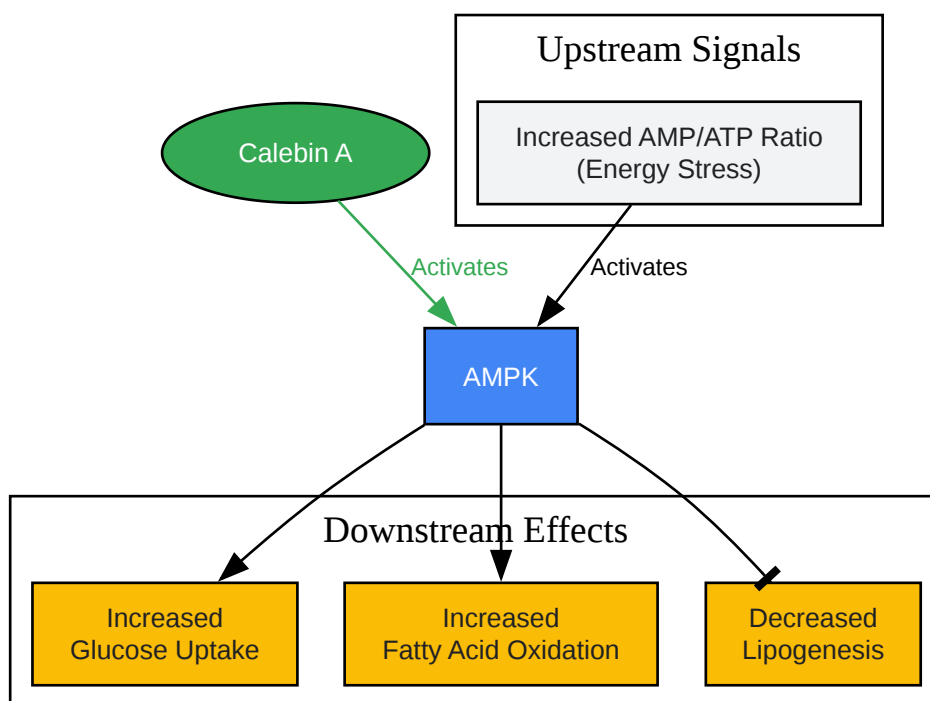 Upstream Signals
Calebin A
Increased AMP/ATP Ratio
(Energy Stress)
Activates
Activates
AMPK
Downstream Effects
Increased
Glucose Uptake
Increased
Fatty Acid Oxidation
Decreased
Lipogenesis